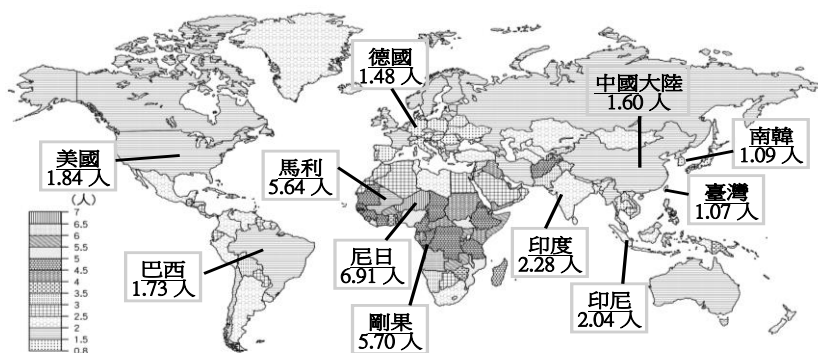 德國
1.48 人
中國大陸
1.60 人
南韓
1.09 人
美國
1.84 人
馬利
5.64 人
臺灣
1.07 人
(人)
7
6.5
6
5.5
5
4.5
4
3.5
3
2.5
2
1.5
0.8
巴西
1.73 人
尼日
6.91 人
印度
2.28 人
剛果
5.70 人
印尼
2.04 人